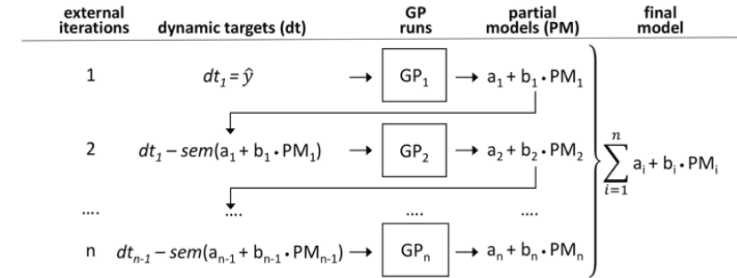 external iterations dynamic targets (dt) GP runs partial models (PM) final model
1 dt₁ = ŷ → GP₁ → a₁ + b₁ • PM₁
2 dt₁ – sem(a₁ + b₁ • PM₁) → GP₂ → a₂ + b₂ • PM₂
n
∑ aᵢ + bᵢ • PMᵢ
i=1
.... .... .... ....
n dtₙ₋₁ – sem(aₙ₋₁ + bₙ₋₁ • PMₙ₋₁) → GPₙ → aₙ + bₙ • PMₙ